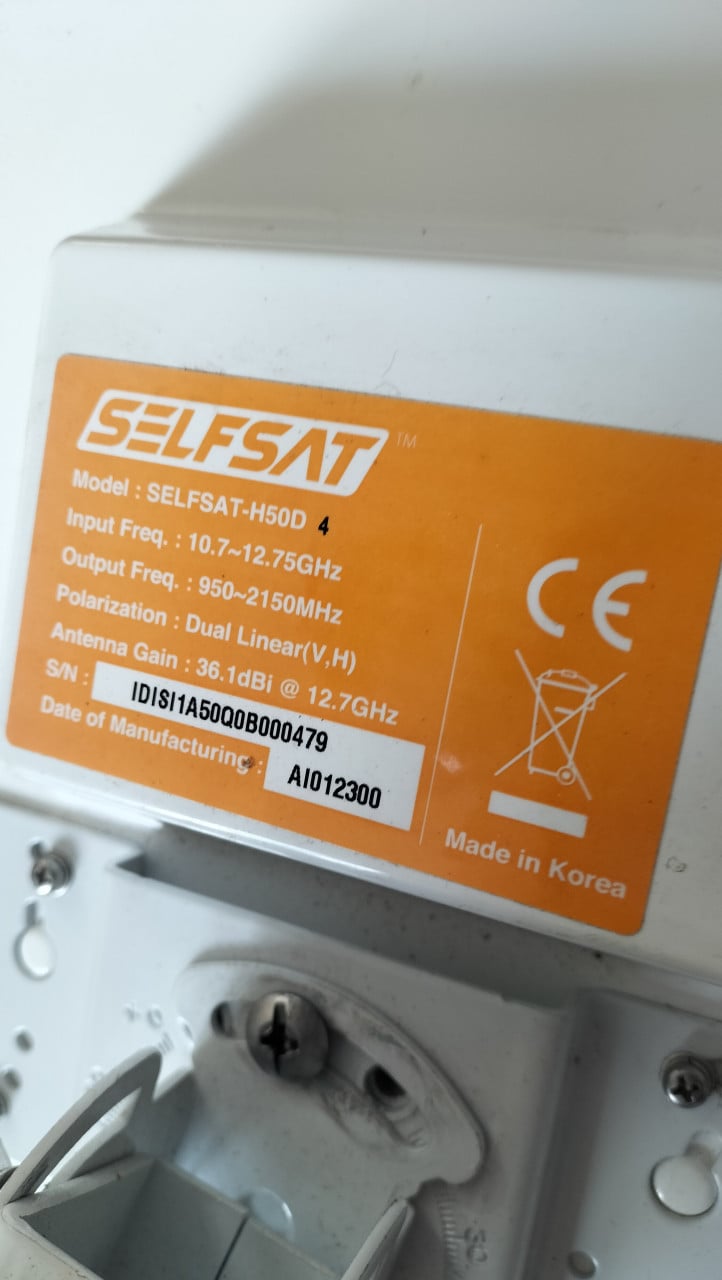 SELFSAT™
Model : SELFSAT-H50D 4
Input Freq. : 10.7~12.75GHz
Output Freq. : 950~2150MHz
Polarization : Dual Linear(V,H)
Antenna Gain : 36.1dBi @ 12.7GHz
S/N : IDISI1A50Q0B000479
Date of Manufacturing : AI012300
CE
Made in Korea
30